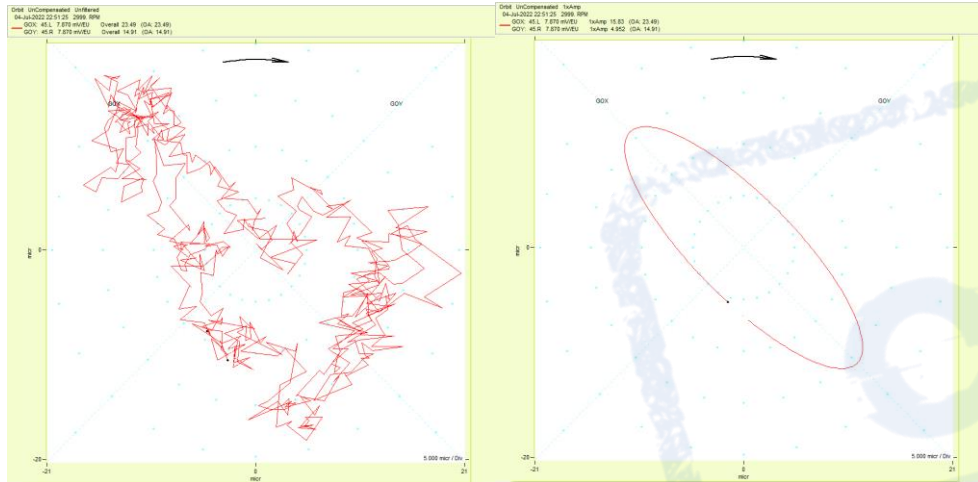 Orbit UnCompensated Unfiltered
04-Jul-2022 22:51:25 2999. RPM
GOX: 45.L 7.870 mV/EU Overall 23.49 (OA: 23.49)
GOY: 45.R 7.870 mV/EU Overall 14.91 (OA: 14.91)
GOX
GOY
0
micr
-20
-21
0
21
micr
5.000 micr / Div
Orbit UnCompensated 1xAmp
04-Jul-2022 22:51:25 2999. RPM
GOX: 45.L 7.870 mV/EU 1xAmp 15.83 (OA: 23.49)
GOY: 45.R 7.870 mV/EU 1xAmp 4.952 (OA: 14.91)
GOX
GOY
0
micr
-20
-21
0
21
micr
5.000 micr / Div